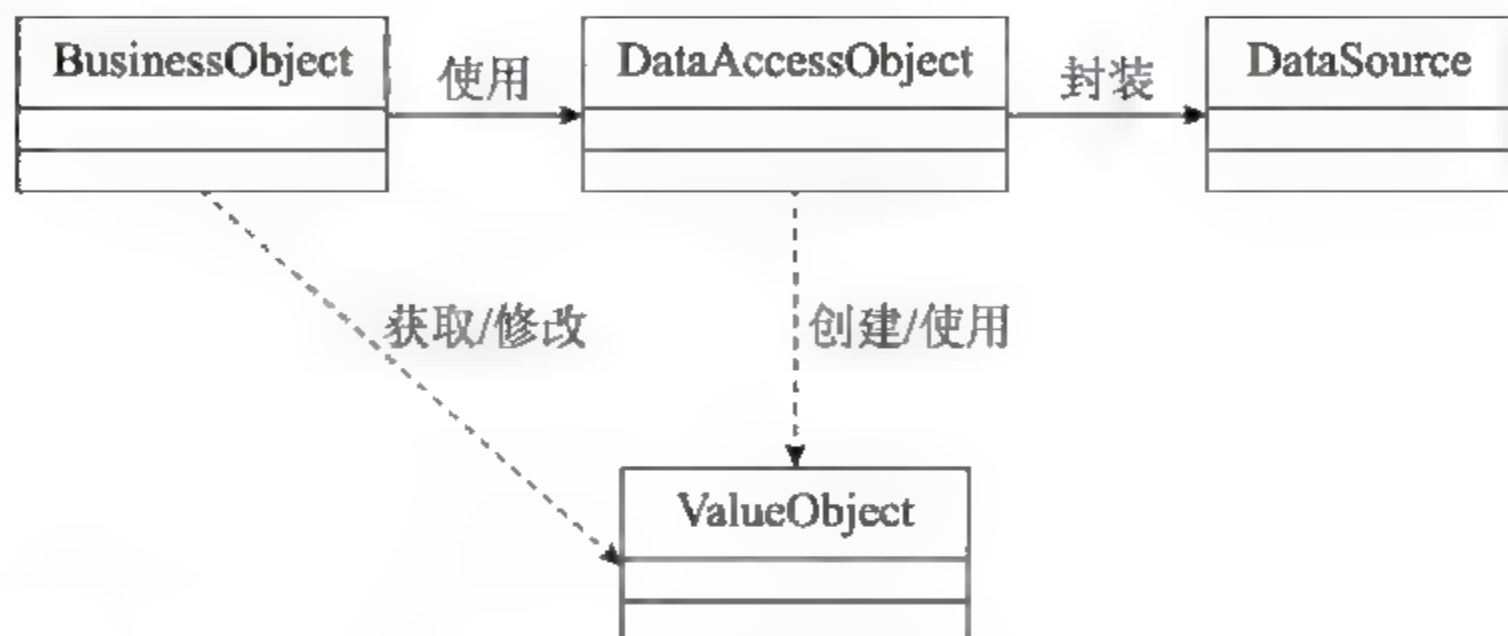 BusinessObject
使用
DataAccessObject
封装
DataSource
获取/修改
创建/使用
ValueObject